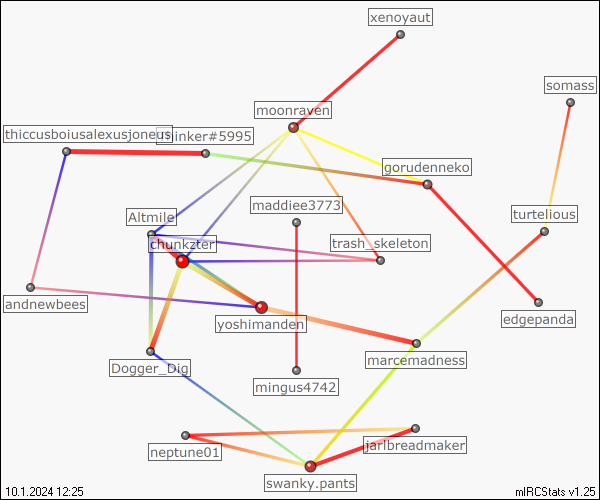 xenoyaut
somass
moonraven
thiccusboiusalexusjoneus
inker#5995
gorudenneko
maddiee3773
Altmile
turtelious
chunkzter
trash_skeleton
andnewbees
edgepanda
yoshimanden
marcemadness
Dogger_Dig
mingus4742
jarlbreadmaker
neptune01
swanky.pants
10.1.2024 12:25
mIRCStats v1.25